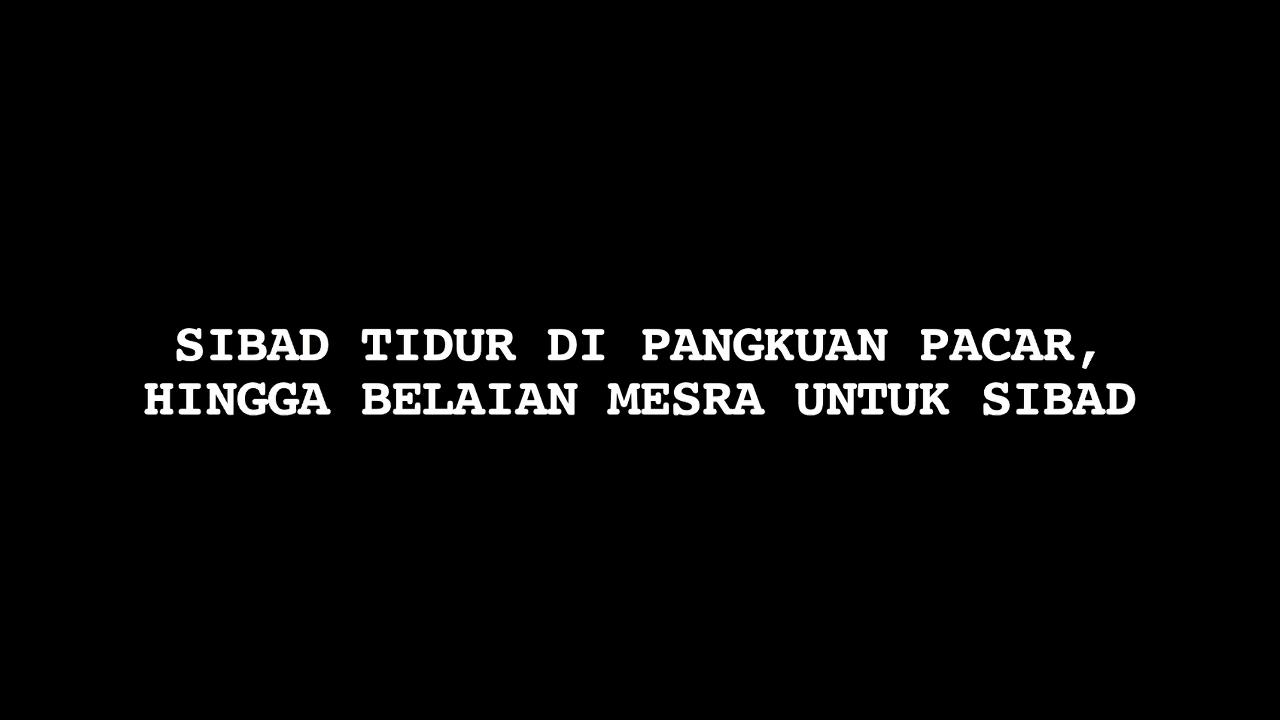 SIBAD TIDUR DI PANGKUAN PACAR,
HINGGA BELAIAN MESRA UNTUK SIBAD